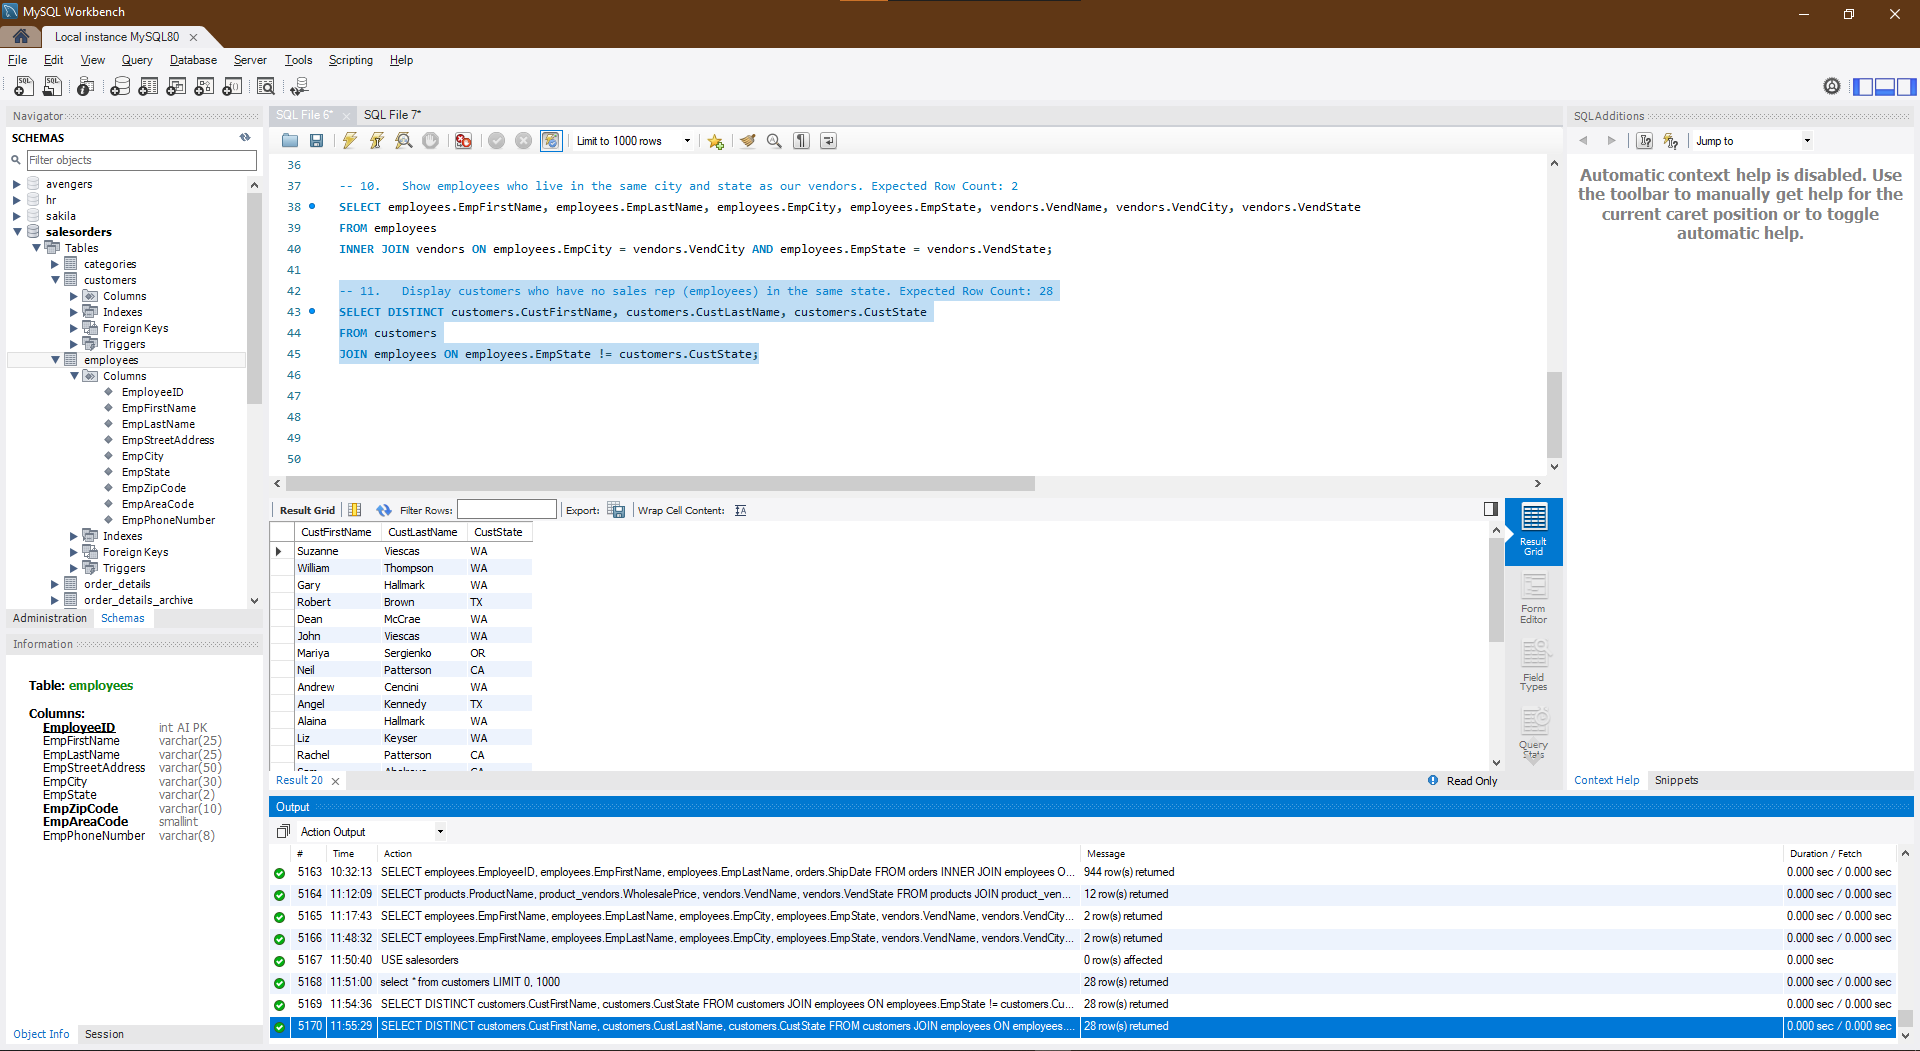 MySQL Workbench
Local instance MySQL80
File Edit View Query Database Server Tools Scripting Help
Navigator
SCHEMAS
Filter objects
avengers
hr
sakila
salesorders
Tables
categories
customers
Columns
Indexes
Foreign Keys
Triggers
employees
Columns
EmployeeID
EmpFirstName
EmpLastName
EmpStreetAddress
EmpCity
EmpState
EmpZipCode
EmpAreaCode
EmpPhoneNumber
Indexes
Foreign Keys
Triggers
order_details
order_details_archive
Administration Schemas
Information
Table: employees
Columns:
EmployeeID int AI PK
EmpFirstName varchar(25)
EmpLastName varchar(25)
EmpStreetAddress varchar(50)
EmpCity varchar(30)
EmpState varchar(2)
EmpZipCode varchar(10)
EmpAreaCode smallint
EmpPhoneNumber varchar(8)
Object Info Session
SQL File 6* SQL File 7*
Limit to 1000 rows
36
37 -- 10. Show employees who live in the same city and state as our vendors. Expected Row Count: 2
38 SELECT employees.EmpFirstName, employees.EmpLastName, employees.EmpCity, employees.EmpState, vendors.VendName, vendors.VendCity, vendors.VendState
39 FROM employees
40 INNER JOIN vendors ON employees.EmpCity = vendors.VendCity AND employees.EmpState = vendors.VendState;
41
42 -- 11. Display customers who have no sales rep (employees) in the same state. Expected Row Count: 28
43 SELECT DISTINCT customers.CustFirstName, customers.CustLastName, customers.CustState
44 FROM customers
45 JOIN employees ON employees.EmpState != customers.CustState;
46
47
48
49
50
Result Grid Filter Rows: Export: Wrap Cell Content:
CustFirstName CustLastName CustState
Suzanne Viescas WA
William Thompson WA
Gary Hallmark WA
Robert Brown TX
Dean McCrae WA
John Viescas WA
Mariya Sergienko OR
Neil Patterson CA
Andrew Cencini WA
Angel Kennedy TX
Alaina Hallmark WA
Liz Keyser WA
Rachel Patterson CA
Result Grid
Form Editor
Field Types
Query Stats
Result 20
Read Only
SQLAdditions
Jump to
Automatic context help is disabled. Use
the toolbar to manually get help for the
current caret position or to toggle
automatic help.
Context Help Snippets
Output
Action Output
# Time Action Message Duration / Fetch
5163 10:32:13 SELECT employees.EmployeeID, employees.EmpFirstName, employees.EmpLastName, orders.ShipDate FROM orders INNER JOIN employees O... 944 row(s) returned 0.000 sec / 0.000 sec
5164 11:12:09 SELECT products.ProductName, product_vendors.WholesalePrice, vendors.VendName, vendors.VendState FROM products JOIN product_ven... 12 row(s) returned 0.000 sec / 0.000 sec
5165 11:17:43 SELECT employees.EmpFirstName, employees.EmpLastName, employees.EmpCity, employees.EmpState, vendors.VendName, vendors.VendCity... 2 row(s) returned 0.000 sec / 0.000 sec
5166 11:48:32 SELECT employees.EmpFirstName, employees.EmpLastName, employees.EmpCity, employees.EmpState, vendors.VendName, vendors.VendCity... 2 row(s) returned 0.000 sec / 0.000 sec
5167 11:50:40 USE salesorders 0 row(s) affected 0.000 sec
5168 11:51:00 select * from customers LIMIT 0, 1000 28 row(s) returned 0.000 sec / 0.000 sec
5169 11:54:36 SELECT DISTINCT customers.CustFirstName, customers.CustState FROM customers JOIN employees ON employees.EmpState != customers.Cu... 28 row(s) returned 0.000 sec / 0.000 sec
5170 11:55:29 SELECT DISTINCT customers.CustFirstName, customers.CustLastName, customers.CustState FROM customers JOIN employees ON employees.... 28 row(s) returned 0.000 sec / 0.000 sec